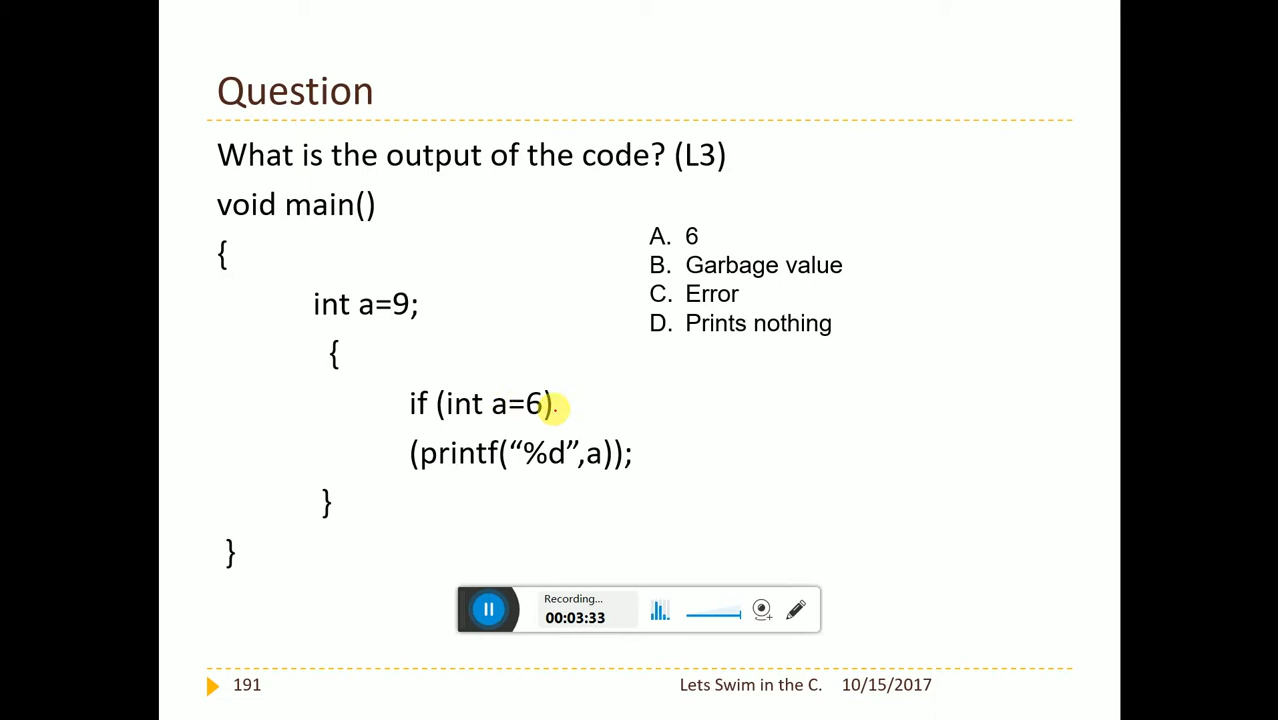 Question
What is the output of the code? (L3)
void main()
{
int a=9;
{
if (int a=6)
(printf(“%d”,a));
}
}
A. 6
B. Garbage value
C. Error
D. Prints nothing
Recording...
00:03:33
191
Lets Swim in the C. 10/15/2017